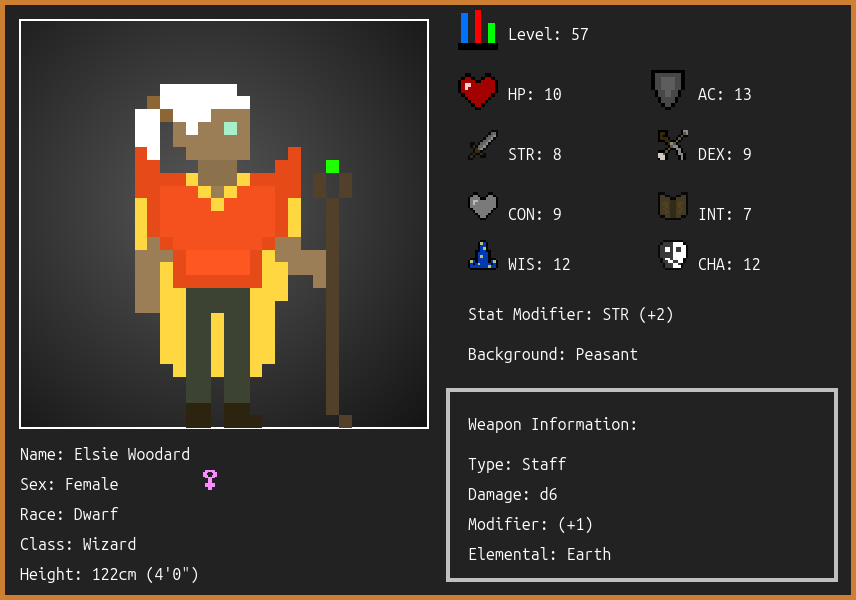 Level: 57
HP: 10
AC: 13
STR: 8
DEX: 9
CON: 9
INT: 7
WIS: 12
CHA: 12
Stat Modifier: STR (+2)
Background: Peasant
Weapon Information:
Type: Staff
Damage: d6
Modifier: (+1)
Elemental: Earth
Name: Elsie Woodard
Sex: Female
Race: Dwarf
Class: Wizard
Height: 122cm (4'0")